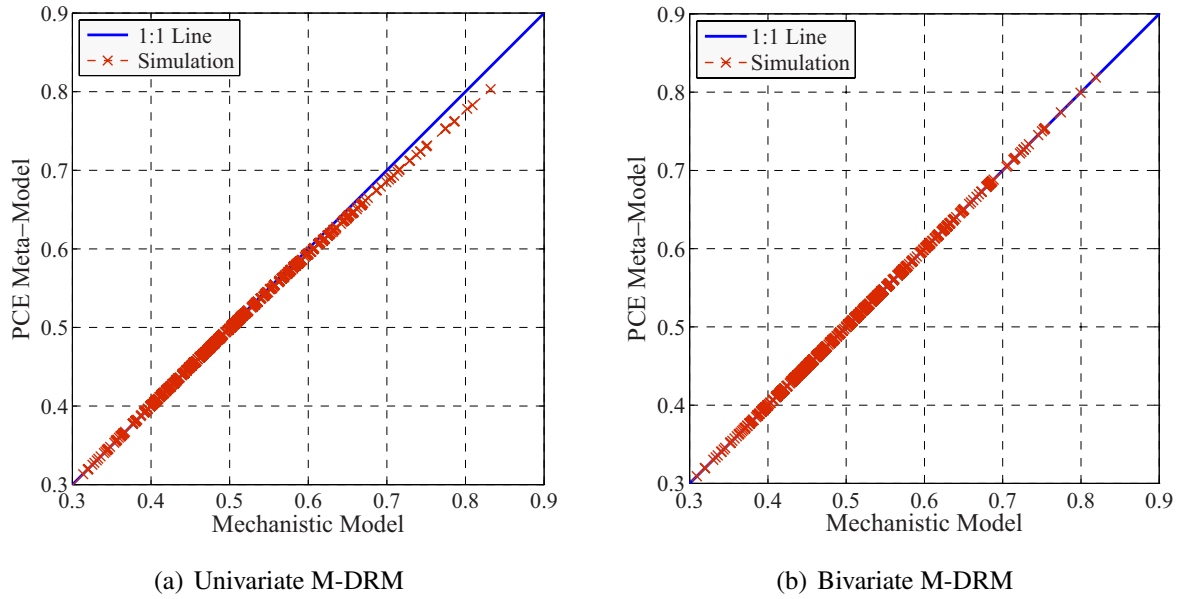 0.9
0.8
0.7
0.6
0.5
0.4
0.3
0.3 0.4 0.5 0.6 0.7 0.8 0.9
PCE Meta−Model
Mechanistic Model
1:1 Line
Simulation
(a) Univariate M-DRM
0.9
0.8
0.7
0.6
0.5
0.4
0.3
0.3 0.4 0.5 0.6 0.7 0.8 0.9
PCE Meta−Model
Mechanistic Model
1:1 Line
Simulation
(b) Bivariate M-DRM